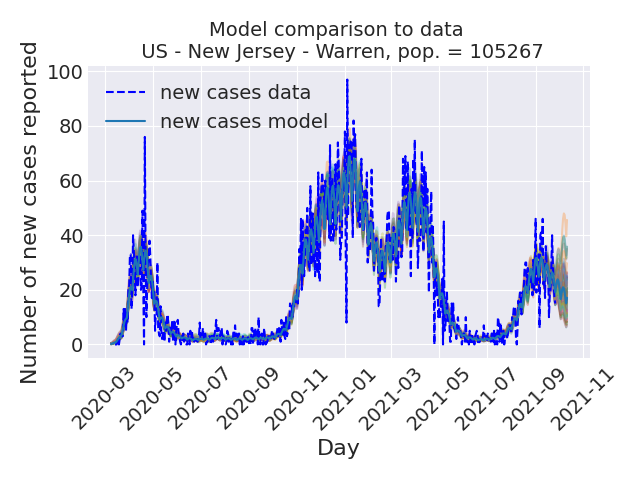 Model comparison to data
US - New Jersey - Warren, pop. = 105267
Number of new cases reported
100
80
60
40
20
0
new cases data
new cases model
2020-03
2020-05
2020-07
2020-09
2020-11
2021-01
2021-03
2021-05
2021-07
2021-09
2021-11
Day